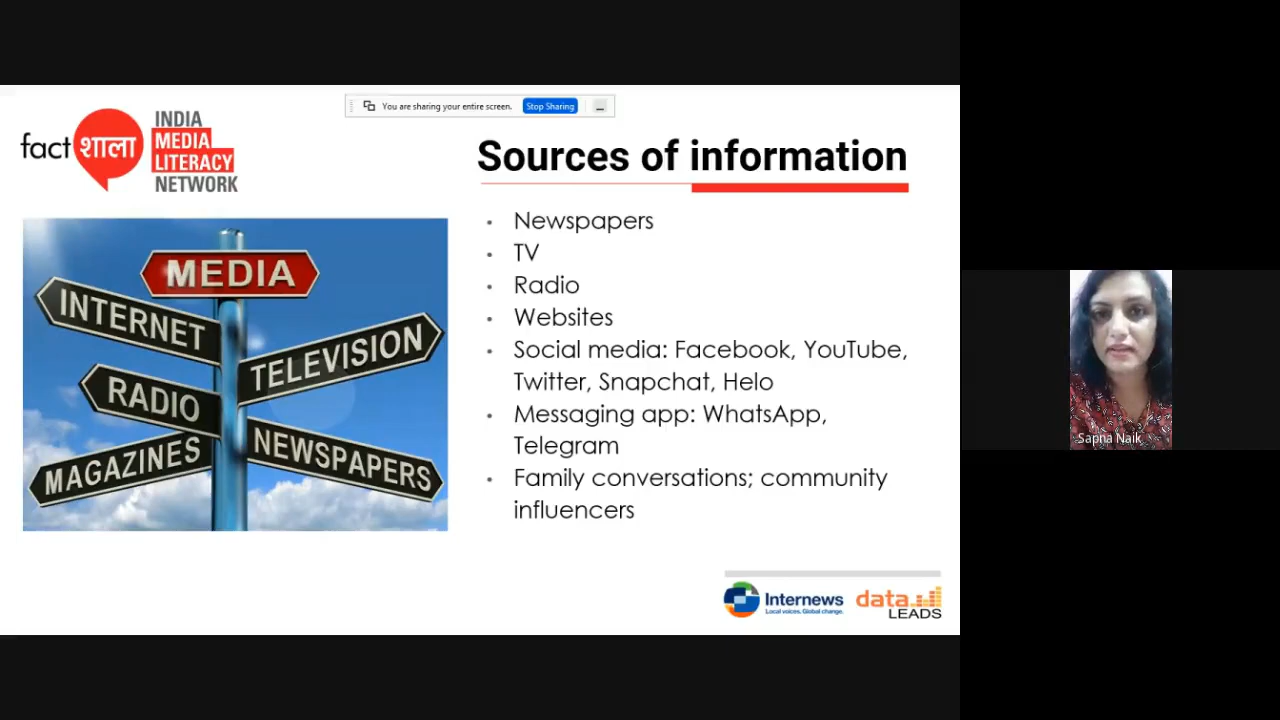 You are sharing your entire screen.
Stop Sharing
fact शाला
INDIA
MEDIA
LITERACY
NETWORK
Sources of information
MEDIA
INTERNET
TELEVISION
RADIO
NEWSPAPERS
MAGAZINES
• Newspapers
• TV
• Radio
• Websites
• Social media: Facebook, YouTube,
Twitter, Snapchat, Helo
• Messaging app: WhatsApp,
Telegram
• Family conversations; community
influencers
Sapna Naik
Internews
Local voices. Global change.
data
LEADS